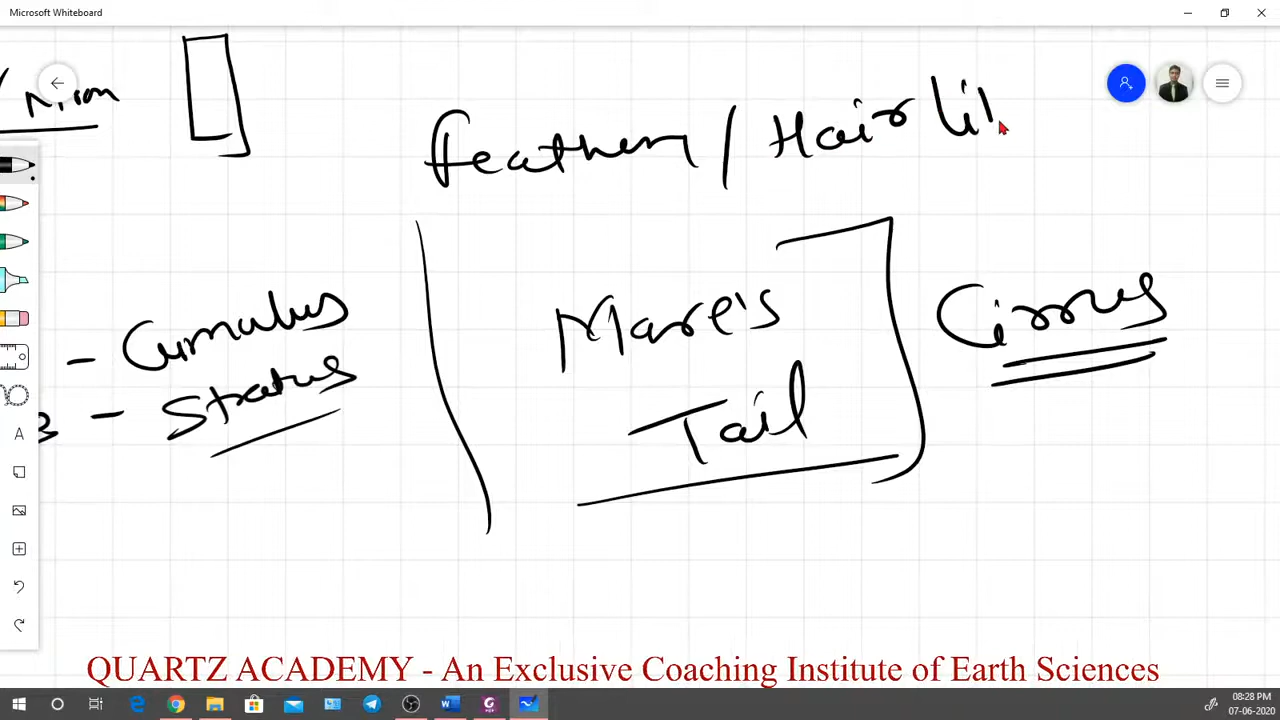 Microsoft Whiteboard
Feathery / Hair li
- Cumulus
- Stratus
Mare's
Tail
Cirrus
A
QUARTZ ACADEMY - An Exclusive Coaching Institute of Earth Sciences
08:28 PM
07-06-2020